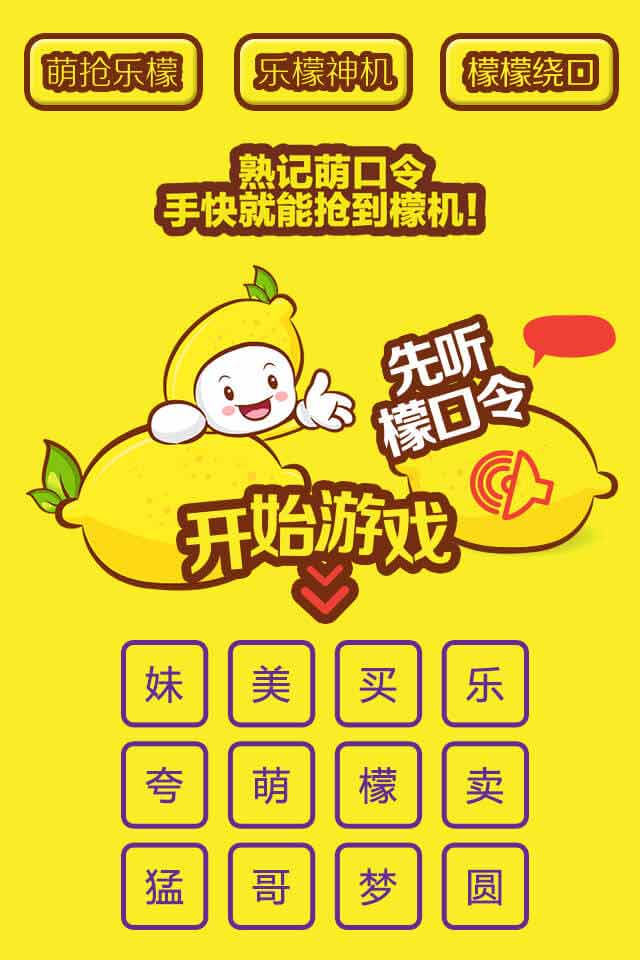 萌抢乐檬 乐檬神机 檬檬绕口
熟记萌口令
手快就能抢到檬机!
先听
檬口令
开始游戏
妹 美 买 乐
夸 萌 檬 卖
猛 哥 梦 圆